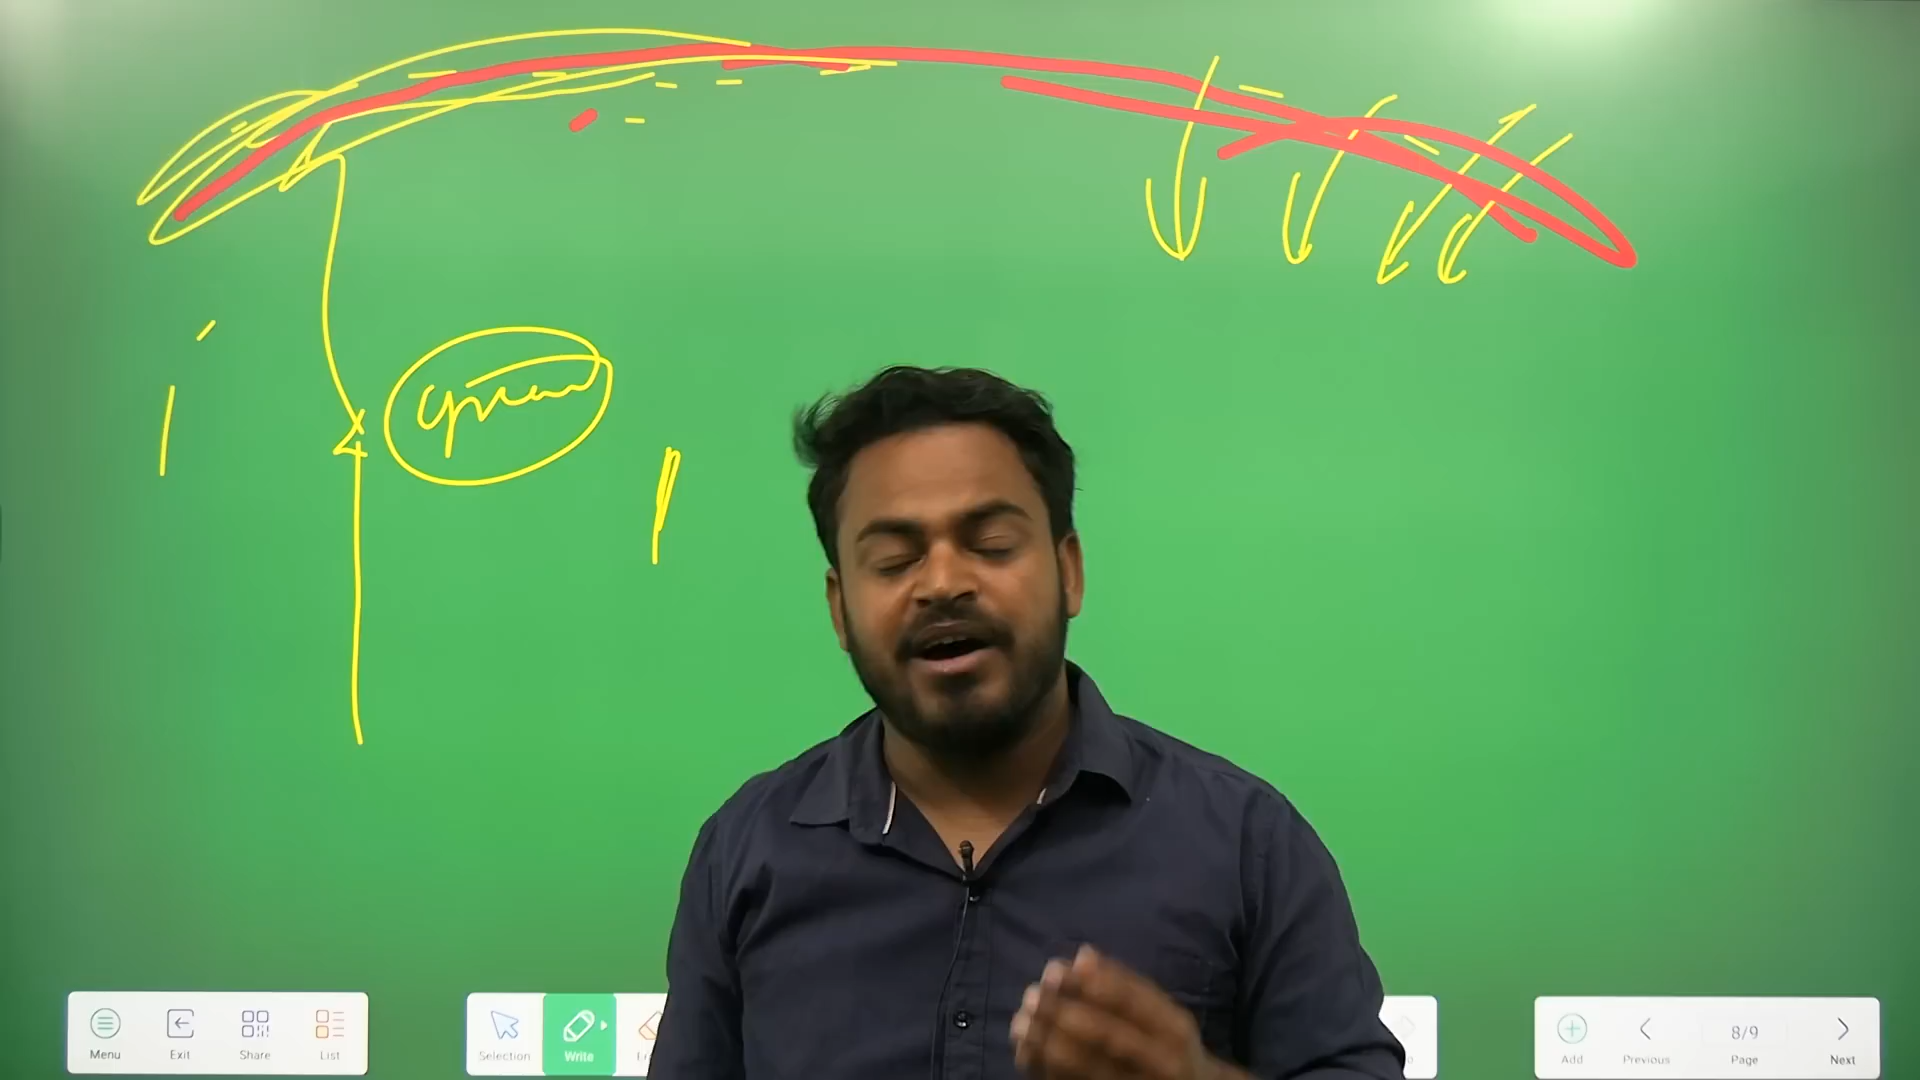 Menu
Exit
Share
List
Selection
Write
Add
Previous
8/9
Page
Next